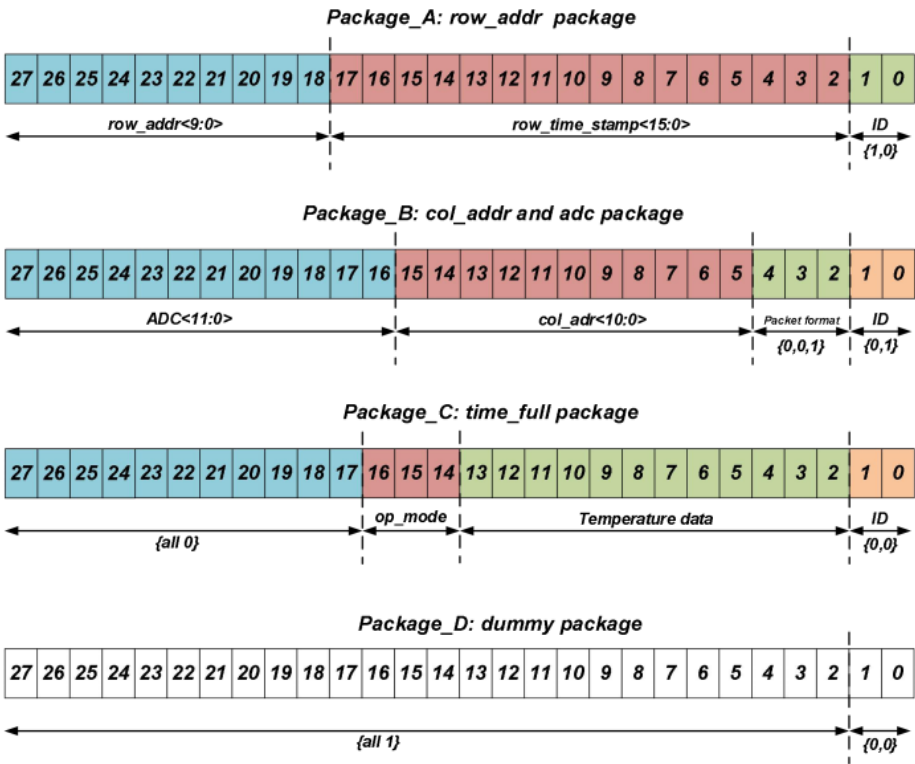 Package_A: row_addr package
27 26 25 24 23 22 21 20 19 18 17 16 15 14 13 12 11 10 9 8 7 6 5 4 3 2 1 0
row_addr<9:0> row_time_stamp<15:0> ID
{1,0}
Package_B: col_addr and adc package
27 26 25 24 23 22 21 20 19 18 17 16 15 14 13 12 11 10 9 8 7 6 5 4 3 2 1 0
ADC<11:0> col_adr<10:0> Packet format ID
{0,0,1} {0,1}
Package_C: time_full package
27 26 25 24 23 22 21 20 19 18 17 16 15 14 13 12 11 10 9 8 7 6 5 4 3 2 1 0
op_mode Temperature data ID
{all 0} {0,0}
Package_D: dummy package
27 26 25 24 23 22 21 20 19 18 17 16 15 14 13 12 11 10 9 8 7 6 5 4 3 2 1 0
{all 1} {0,0}